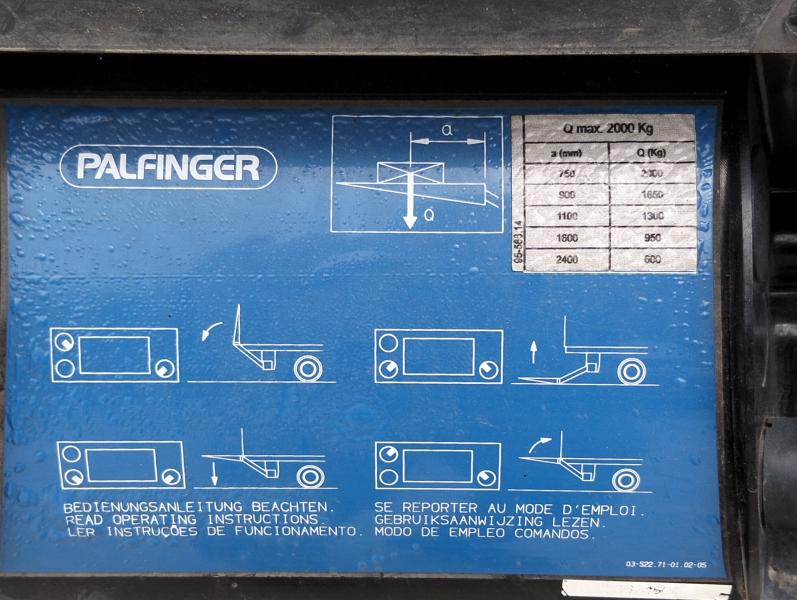 PALFINGER
a
Q
Q max. 2000 Kg
a (mm) Q (Kg)
750 2000
900 1650
1100 1300
1600 950
2400 600
BEDIENUNGSANLEITUNG BEACHTEN.
READ OPERATING INSTRUCTIONS.
LER INSTRUÇÕES DE FUNCIONAMENTO.
SE REPORTER AU MODE D'EMPLOI.
GEBRUIKSAANWIJZING LEZEN.
MODO DE EMPLEO COMANDOS.
03-522.71-01.02-05